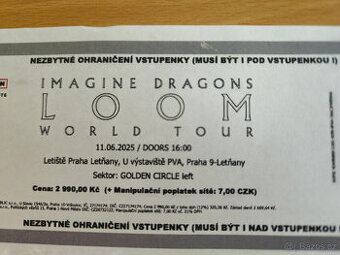 NEZBYTNÉ OHRANIČENÍ VSTUPENKY (MUSÍ BÝT I POD VSTUPENKOU !)
IMAGINE DRAGONS
LOOM
WORLD TOUR
11.06.2025 / DOORS 16:00
Letiště Praha Letňany, U výstaviště PVA, Praha 9-Letňany
Sektor: GOLDEN CIRCLE left
Cena: 2 990,00 Kč (+ Manipulační poplatek sítě: 7,00 CZK)
NEZBYTNÉ OHRANIČENÍ VSTUPENKY (MUSÍ BÝT I NAD VSTUPENKOU